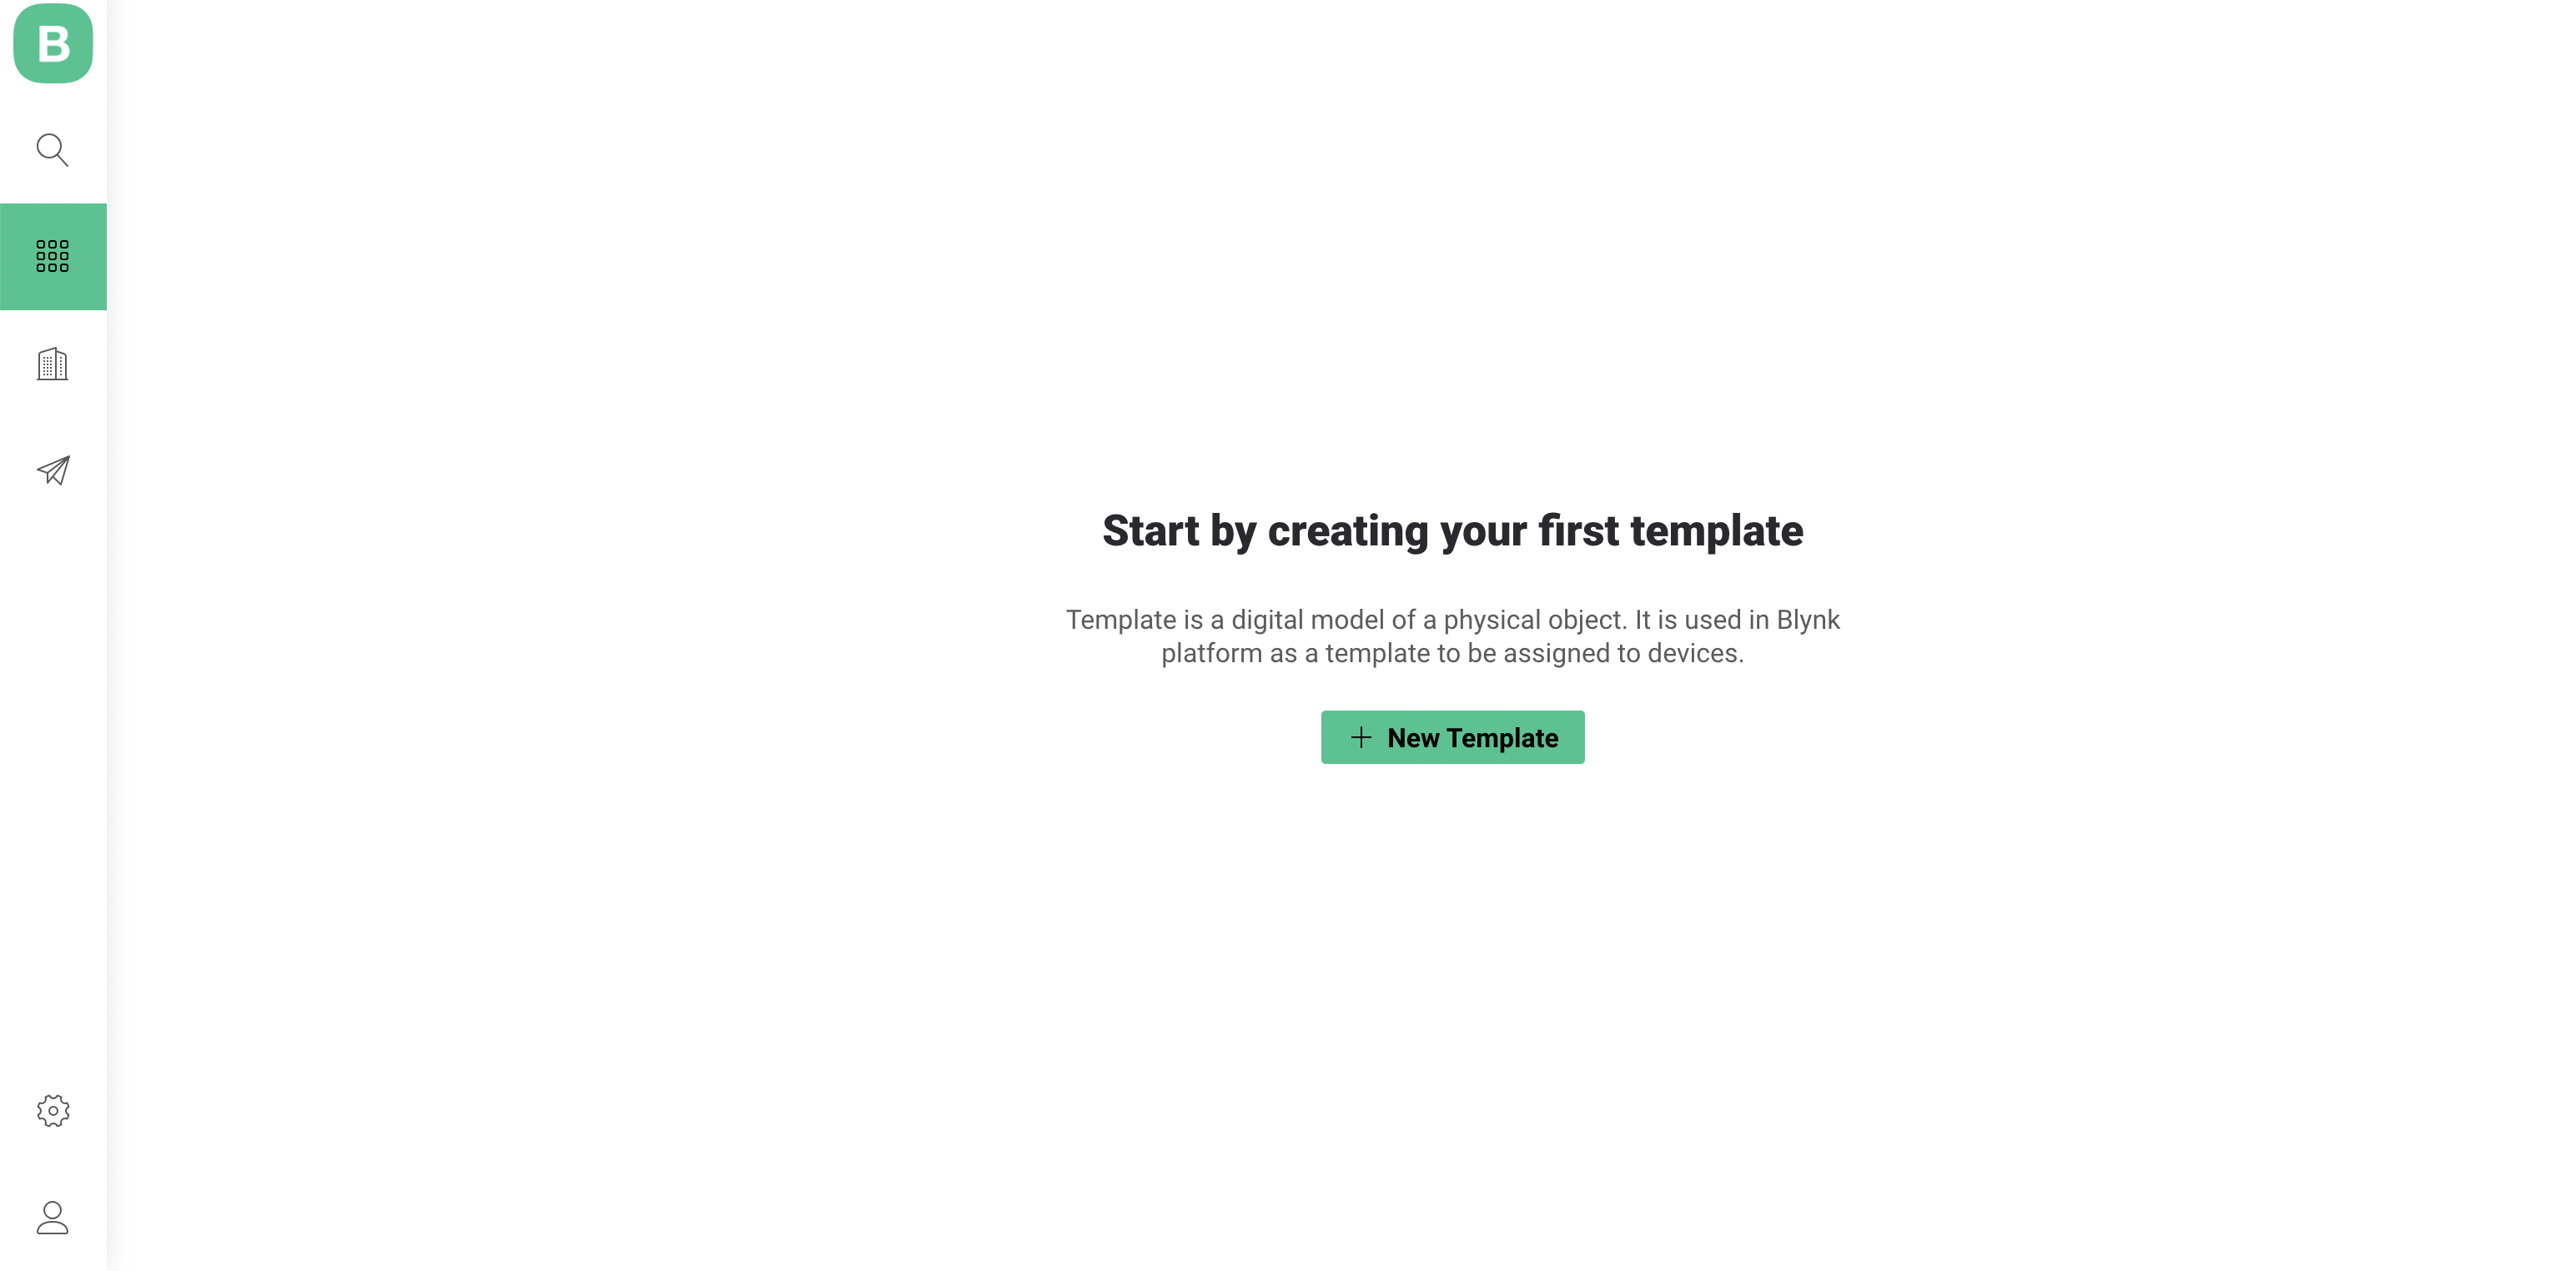 B
Start by creating your first template
Template is a digital model of a physical object. It is used in Blynk
platform as a template to be assigned to devices.
New Template